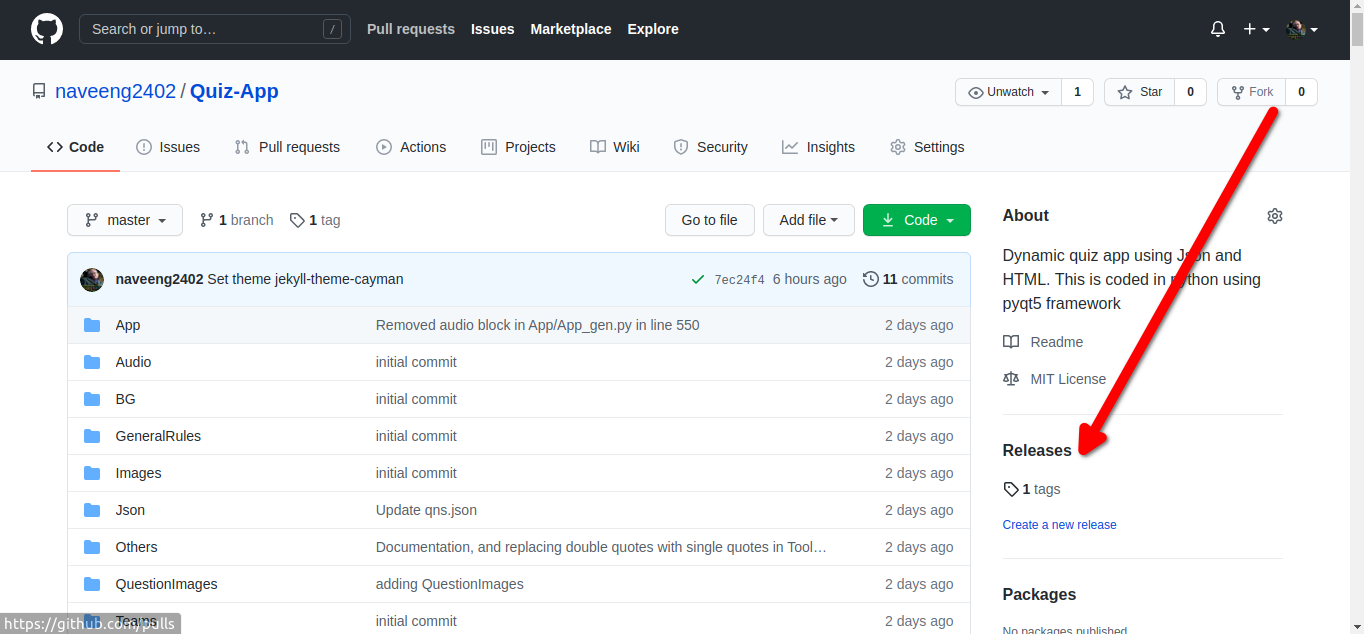 Search or jump to… /
Pull requests Issues Marketplace Explore
naveeng2402 / Quiz-App
Unwatch 1 Star 0 Fork 0
Code Issues Pull requests Actions Projects Wiki Security Insights Settings
master 1 branch 1 tag Go to file Add file Code
naveeng2402 Set theme jekyll-theme-cayman 7ec24f4 6 hours ago 11 commits
App Removed audio block in App/App_gen.py in line 550 2 days ago
Audio initial commit 2 days ago
BG initial commit 2 days ago
GeneralRules initial commit 2 days ago
Images initial commit 2 days ago
Json Update qns.json 2 days ago
Others Documentation, and replacing double quotes with single quotes in Tool… 2 days ago
QuestionImages adding QuestionImages 2 days ago
Teams initial commit 2 days ago
https://github.com/pulls
About
Dynamic quiz app using Json and
HTML. This is coded in python using
pyqt5 framework
Readme
MIT License
Releases
1 tags
Create a new release
Packages
No packages published